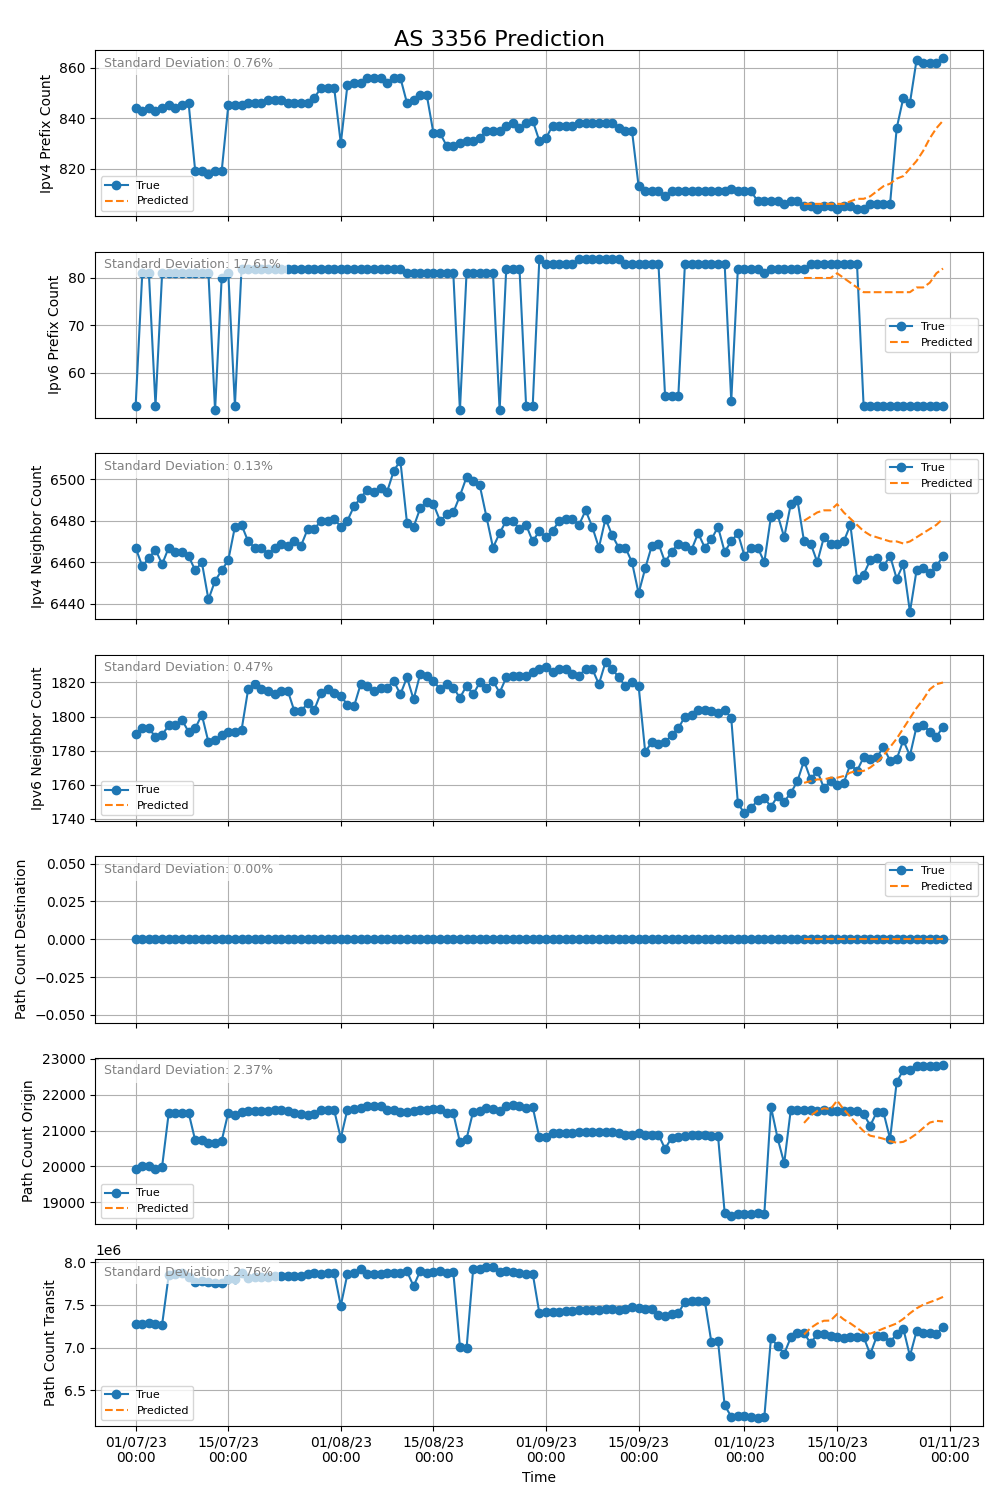 AS 3356 Prediction
Standard Deviation: 0.76%
860
840
820
Ipv4 Prefix Count
True
Predicted
Standard Deviation: 17.61%
80
70
60
Ipv6 Prefix Count
True
Predicted
Standard Deviation: 0.13%
6500
6480
6460
6440
Ipv4 Neighbor Count
True
Predicted
Standard Deviation: 0.47%
1820
1800
1780
1760
1740
Ipv6 Neighbor Count
True
Predicted
Standard Deviation: 0.00%
0.050
0.025
0.000
−0.025
−0.050
Path Count Destination
True
Predicted
Standard Deviation: 2.37%
23000
22000
21000
20000
19000
Path Count Origin
True
Predicted
1e6
Standard Deviation: 2.76%
8.0
7.5
7.0
6.5
Path Count Transit
True
Predicted
01/07/23 15/07/23 01/08/23 15/08/23 01/09/23 15/09/23 01/10/23 15/10/23 01/11/23
00:00 00:00 00:00 00:00 00:00 00:00 00:00 00:00 00:00
Time